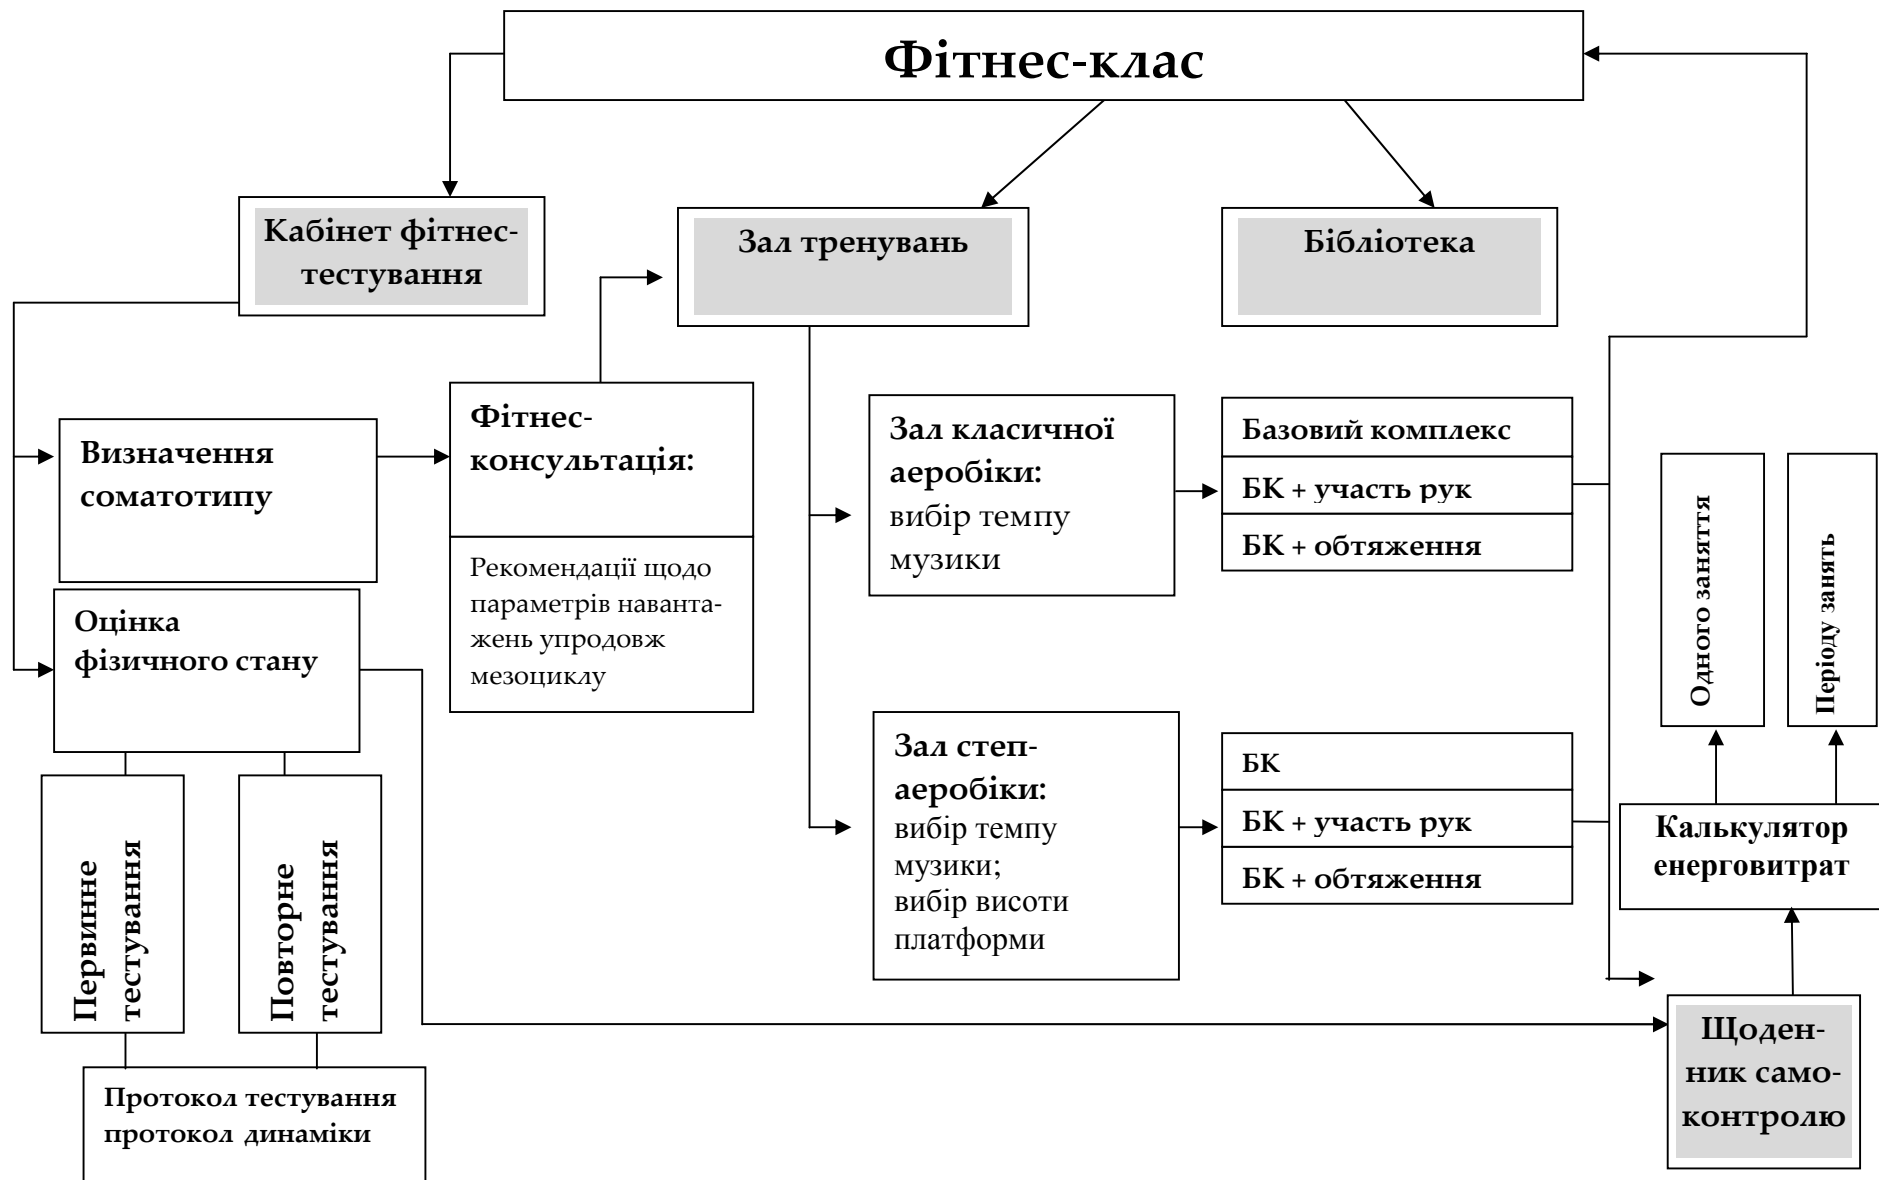 Фітнес-клас
Кабінет фітнес-
тестування
Зал тренувань
Бібліотека
Визначення
соматотипу
Фітнес-
консультація:
Рекомендації щодо
параметрів наванта-
жень упродовж
мезоциклу
Оцінка
фізичного стану
Первинне
тестування
Повторне
тестування
Протокол тестування
протокол динаміки
Зал класичної
аеробіки:
вибір темпу
музики
Базовий комплекс
БК + участь рук
БК + обтяження
Зал степ-
аеробіки:
вибір темпу
музики;
вибір висоти
платформи
БК
БК + участь рук
БК + обтяження
Одного заняття
Періоду занять
Калькулятор
енерговитрат
Щоден-
ник само-
контролю